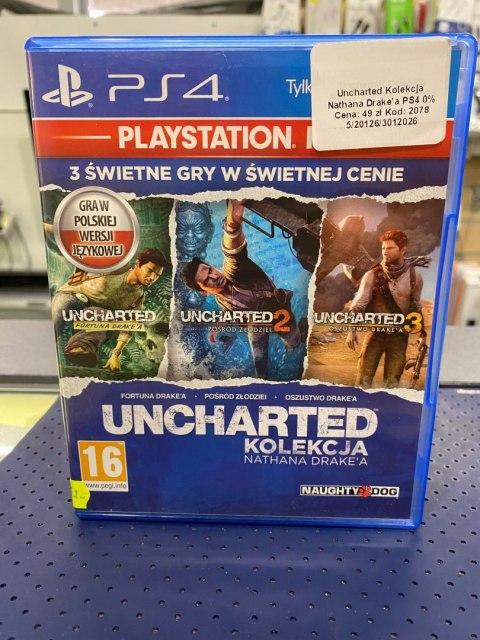 PS4
Tylk
Uncharted Kolekcja
Nathana Drake'a PS4 0%
Cena: 49 zł Kod: 2078
5/20126/3012026
PLAYSTATION
3 ŚWIETNE GRY W ŚWIETNEJ CENIE
GRA W
POLSKIEJ
WERSJI
JĘZYKOWEJ
UNCHARTED
FORTUNA DRAKE'A
UNCHARTED 2
POŚRÓD ZŁODZIEI
UNCHARTED 3
OSZUSTWO DRAKE'A
FORTUNA DRAKE'A • POŚRÓD ZŁODZIEI • OSZUSTWO DRAKE'A
UNCHARTED
KOLEKCJA
NATHANA DRAKE'A
16
www.pegi.info
NAUGHTY DOG